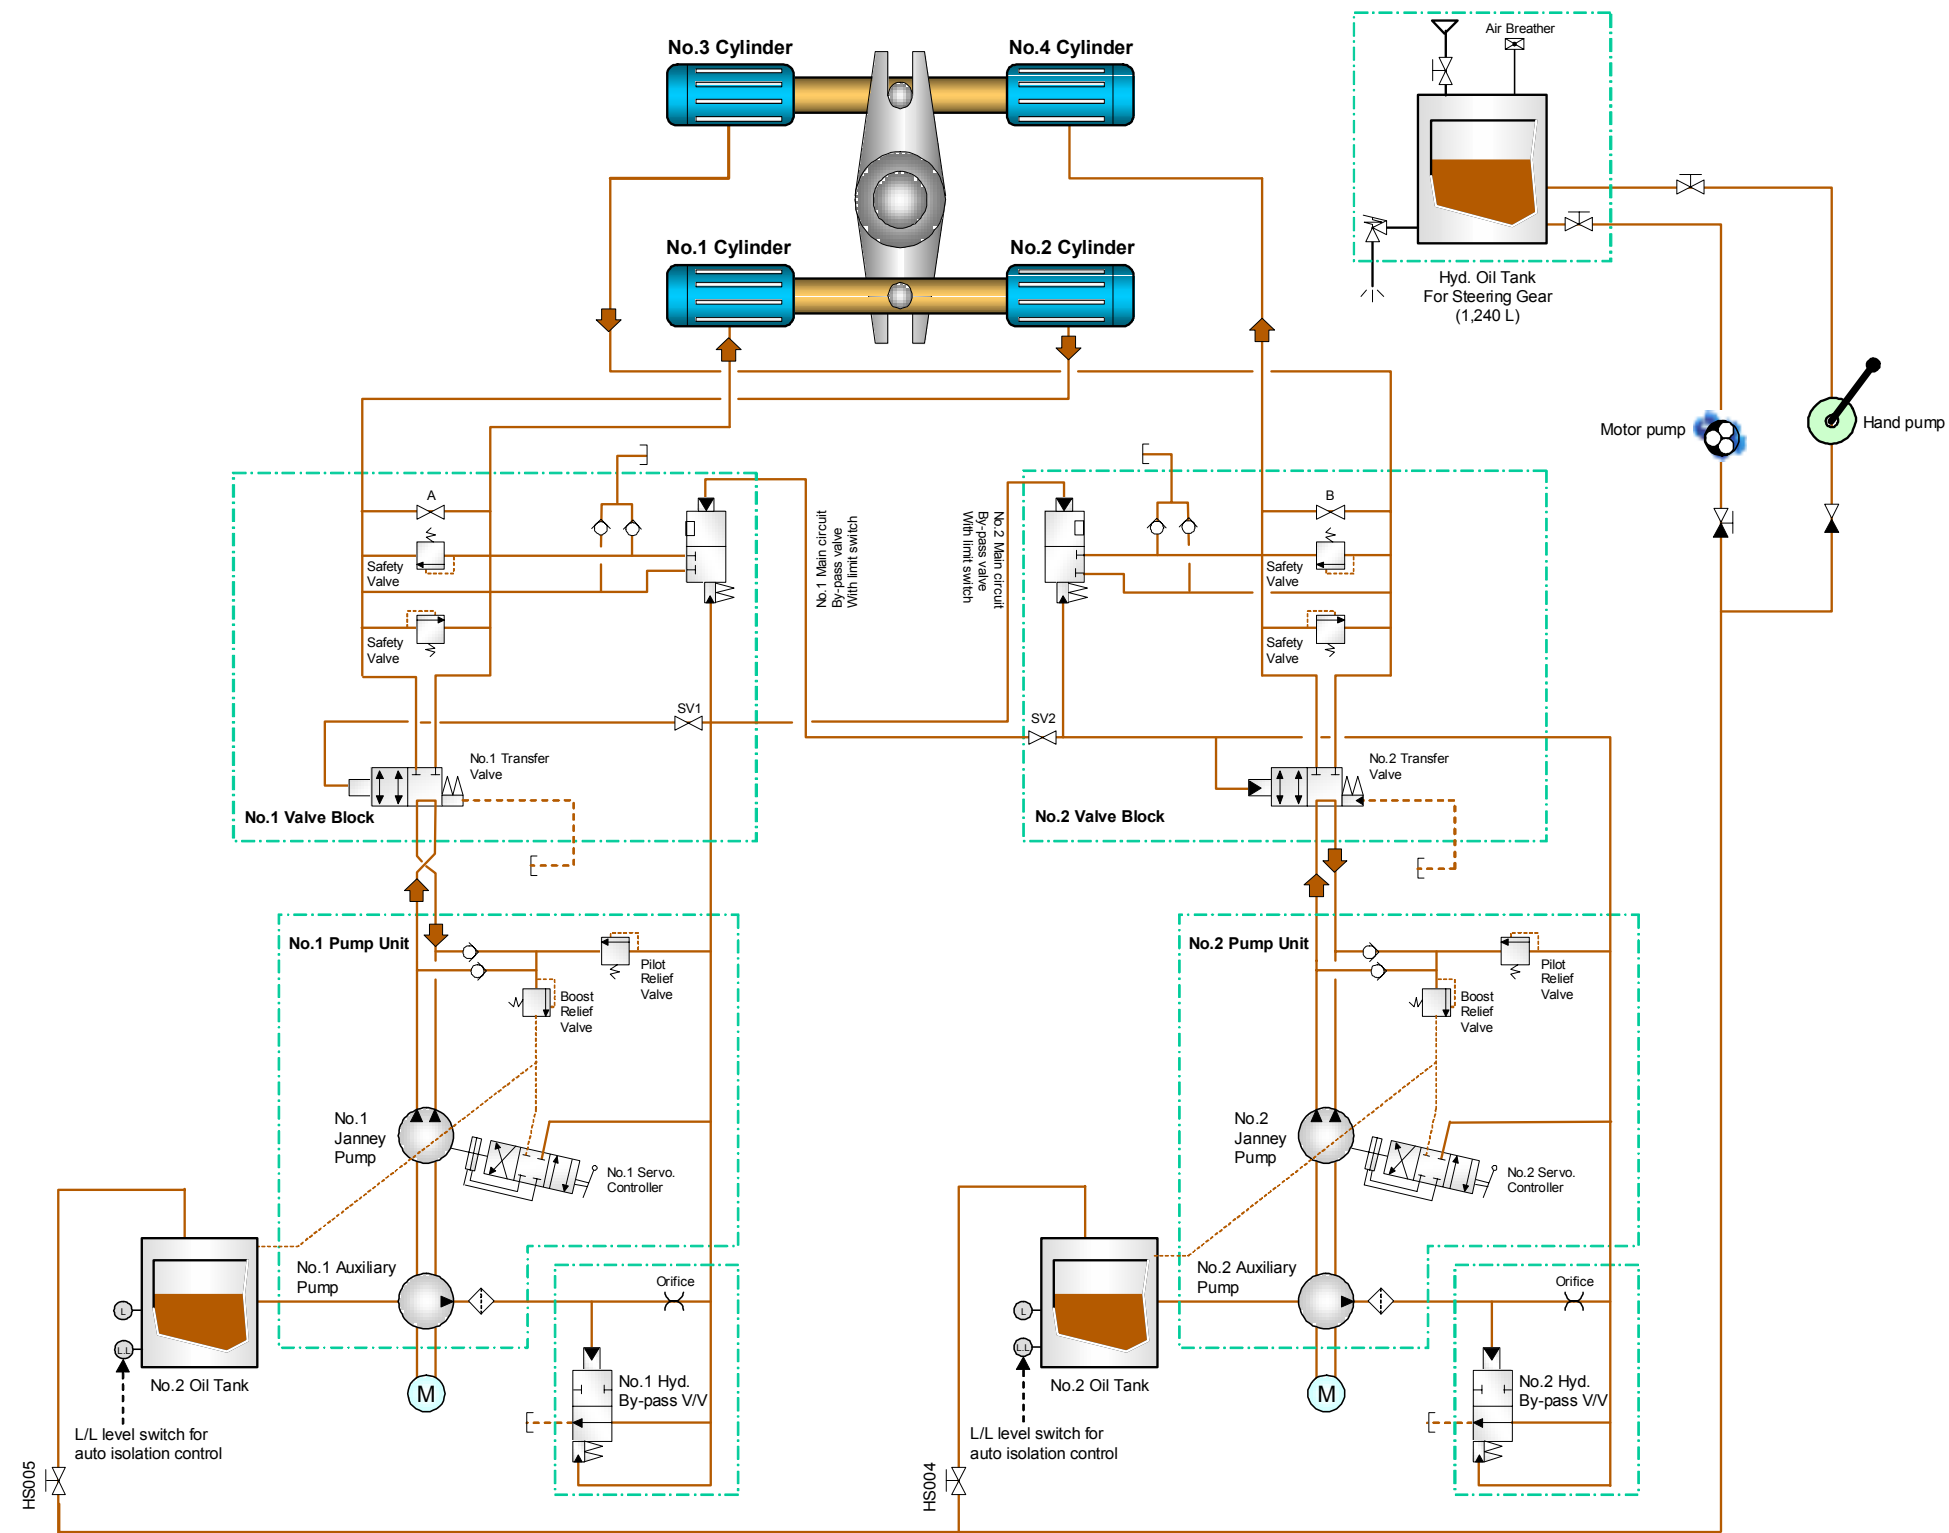 No.3 Cylinder
No.4 Cylinder
Air Breather
No.1 Cylinder
No.2 Cylinder
Hyd. Oil Tank
For Steering Gear
(1,240 L)
Motor pump
Hand pump
A
Safety
Valve
Safety
Valve
No.1 Main circuit
By-pass valve
With limit switch
No.2 Main circuit
By-pass valve
With limit switch
B
Safety
Valve
Safety
Valve
SV1
SV2
No.1 Transfer
Valve
No.1 Valve Block
No.2 Transfer
Valve
No.2 Valve Block
No.1 Pump Unit
Pilot
Relief
Valve
Boost
Relief
Valve
No.2 Pump Unit
Pilot
Relief
Valve
Boost
Relief
Valve
No.1
Janney
Pump
No.1 Servo.
Controller
No.2
Janney
Pump
No.2 Servo.
Controller
No.1 Auxiliary
Pump
Orifice
No.2 Auxiliary
Pump
Orifice
L
L.L
No.2 Oil Tank
M
No.1 Hyd.
By-pass V/V
L
L.L
No.2 Oil Tank
M
No.2 Hyd.
By-pass V/V
L/L level switch for
auto isolation control
L/L level switch for
auto isolation control
HS005
HS004